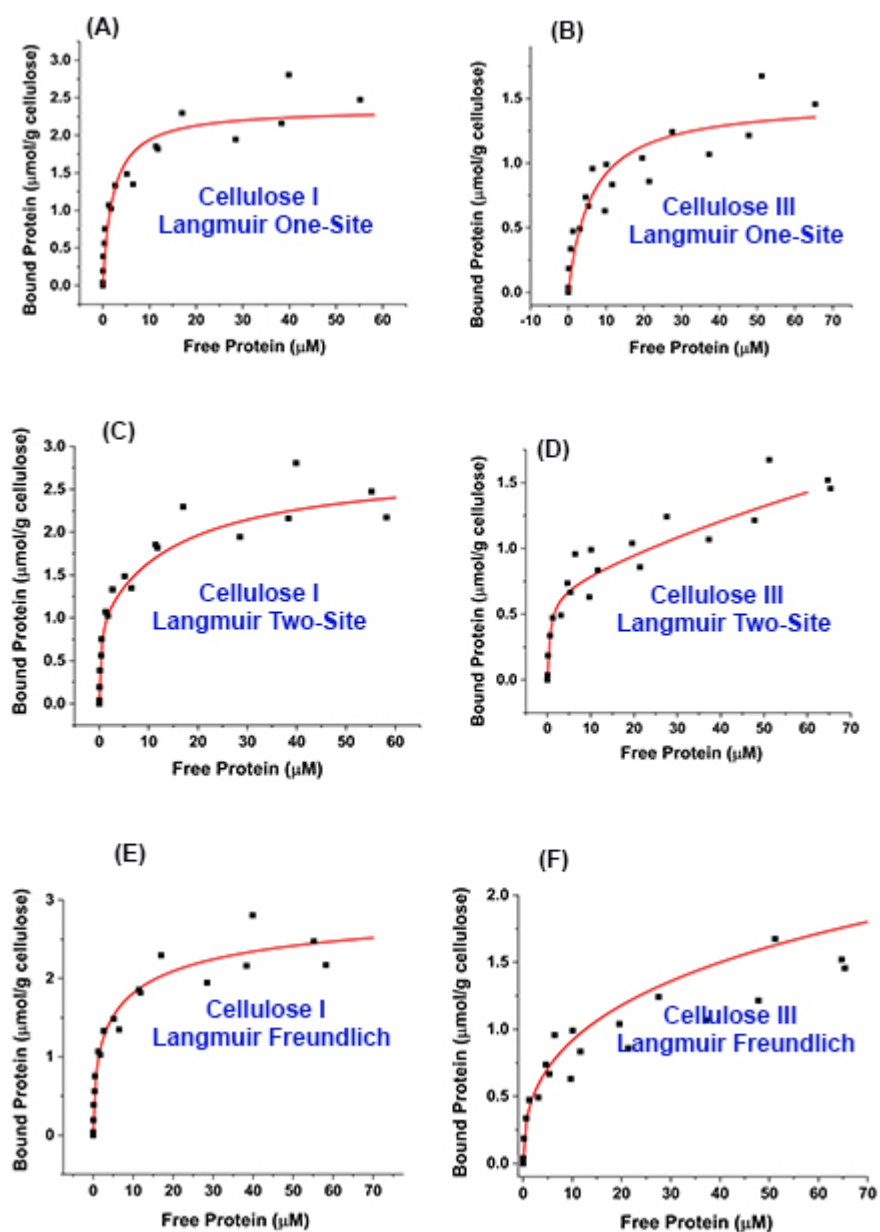 (A)
3.0
2.5
2.0
1.5
1.0
0.5
0.0
Bound Protein (μmol/g cellulose)
Cellulose I
Langmuir One-Site
0 10 20 30 40 50 60
Free Protein (μM)
(B)
1.5
1.0
0.5
0.0
Bound Protein (μmol/g cellulose)
Cellulose III
Langmuir One-Site
-10 0 10 20 30 40 50 60 70
Free Protein (μM)
(C)
3.0
2.5
2.0
1.5
1.0
0.5
0.0
Bound Protein (μmol/g cellulose)
Cellulose I
Langmuir Two-Site
0 10 20 30 40 50 60
Free Protein (μM)
(D)
1.5
1.0
0.5
0.0
Bound Protein (μmol/g cellulose)
Cellulose III
Langmuir Two-Site
0 10 20 30 40 50 60 70
Free Protein (μM)
(E)
3
2
1
0
Bound Protein (μmol/g cellulose)
Cellulose I
Langmuir Freundlich
0 10 20 30 40 50 60 70
Free Protein (μM)
(F)
2.0
1.5
1.0
0.5
0.0
Bound Protein (μmol/g cellulose)
Cellulose III
Langmuir Freundlich
0 10 20 30 40 50 60 70
Free Protein (μM)